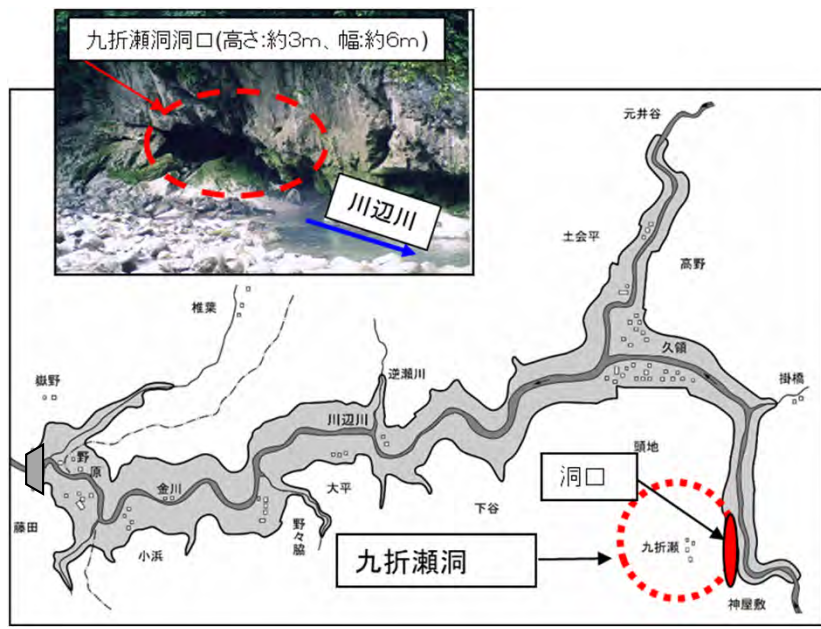 九折瀬洞洞口(高さ:約3m、幅:約6m)
川辺川
元井谷
土会平
高野
椎葉
嶽野
逆瀬川
久領
掛橋
川辺川
頭地
野原
金川
大平
下谷
洞口
藤田
小浜
野々脇
九折瀬洞
九折瀬
神屋敷